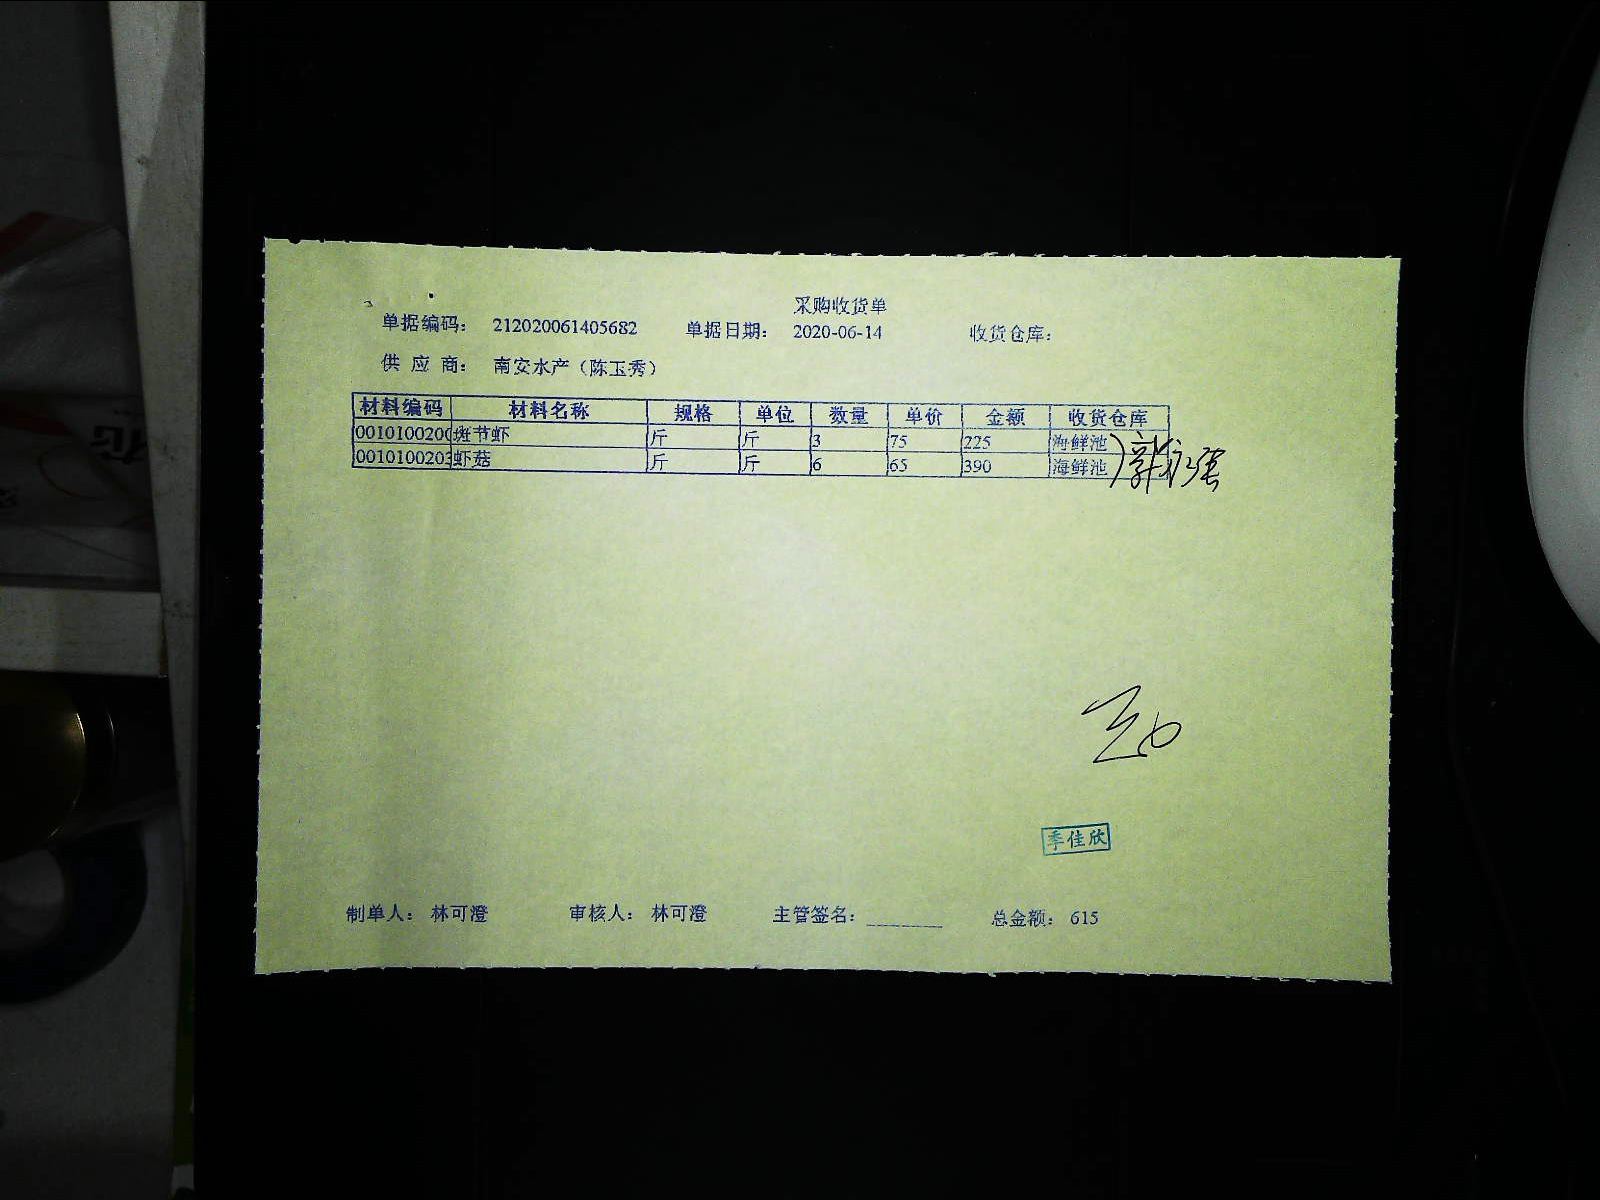 采购收货单
单据编码： 212020061405682 单据日期： 2020-06-14 收货仓库：
供 应 商： 南安水产（陈玉秀）
材料编码 材料名称 规格 单位 数量 单价 金额 收货仓库
0010100200 斑节虾 斤 斤 3 75 225 海鲜池
0010100203 虾菇 斤 斤 6 65 390 海鲜池
季佳欣
制单人： 林可澄 审核人： 林可澄 主管签名： ________ 总金额： 615